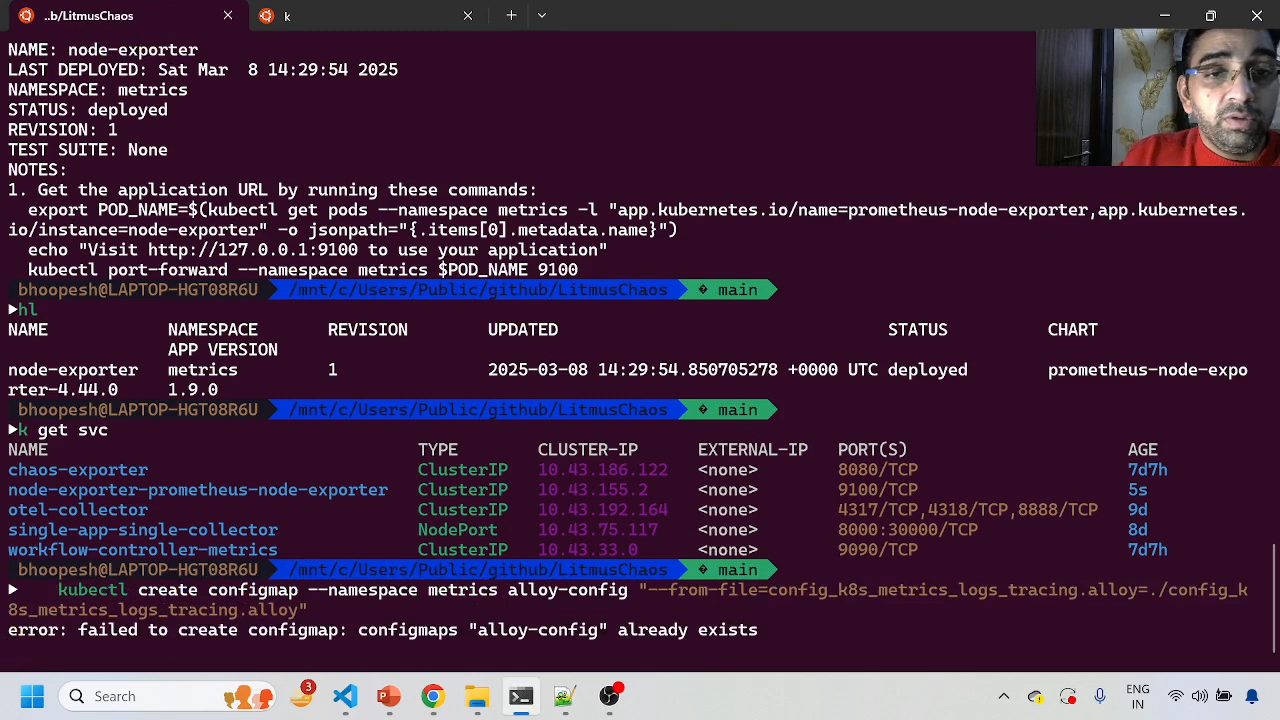 ..b/LitmusChaos
k
NAME: node-exporter
LAST DEPLOYED: Sat Mar  8 14:29:54 2025
NAMESPACE: metrics
STATUS: deployed
REVISION: 1
TEST SUITE: None
NOTES:
1. Get the application URL by running these commands:
  export POD_NAME=$(kubectl get pods --namespace metrics -l "app.kubernetes.io/name=prometheus-node-exporter,app.kubernetes.
io/instance=node-exporter" -o jsonpath="{.items[0].metadata.name}")
  echo "Visit http://127.0.0.1:9100 to use your application"
  kubectl port-forward --namespace metrics $POD_NAME 9100
bhoopesh@LAPTOP-HGT08R6U /mnt/c/Users/Public/github/LitmusChaos � main
hl
NAME NAMESPACE REVISION UPDATED STATUS CHART
APP VERSION
node-exporter metrics 1 2025-03-08 14:29:54.850705278 +0000 UTC deployed prometheus-node-expo
rter-4.44.0 1.9.0
bhoopesh@LAPTOP-HGT08R6U /mnt/c/Users/Public/github/LitmusChaos � main
k get svc
NAME TYPE CLUSTER-IP EXTERNAL-IP PORT(S) AGE
chaos-exporter ClusterIP 10.43.186.122 <none> 8080/TCP 7d7h
node-exporter-prometheus-node-exporter ClusterIP 10.43.155.2 <none> 9100/TCP 5s
otel-collector ClusterIP 10.43.192.164 <none> 4317/TCP,4318/TCP,8888/TCP 9d
single-app-single-collector NodePort 10.43.75.117 <none> 8000:30000/TCP 8d
workflow-controller-metrics ClusterIP 10.43.33.0 <none> 9090/TCP 7d7h
bhoopesh@LAPTOP-HGT08R6U /mnt/c/Users/Public/github/LitmusChaos � main
kubectl create configmap --namespace metrics alloy-config "--from-file=config_k8s_metrics_logs_tracing.alloy=./config_k
8s_metrics_logs_tracing.alloy"
error: failed to create configmap: configmaps "alloy-config" already exists
Search
3
ENG
IN